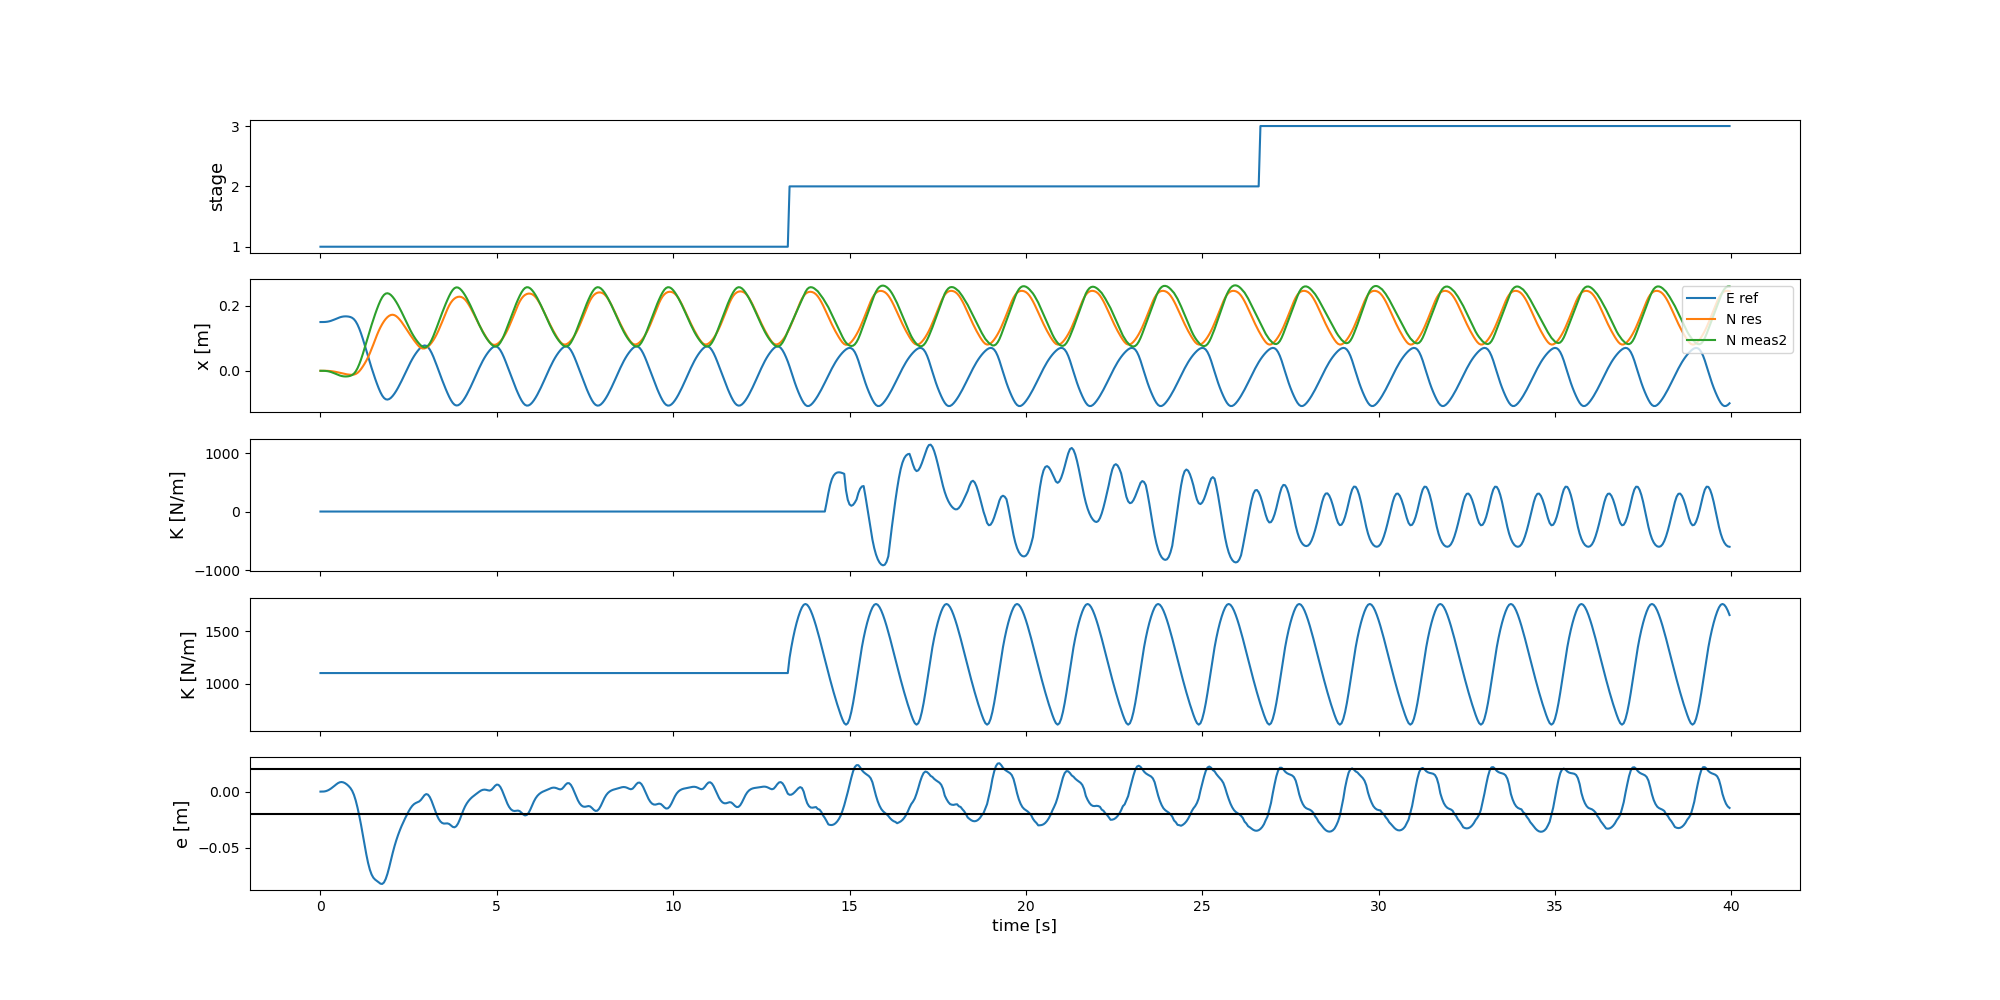 3
2
1
stage
0.2
0.0
x [m]
E ref
N res
N meas2
1000
0
−1000
K [N/m]
1500
1000
K [N/m]
0.00
−0.05
e [m]
0 5 10 15 20 25 30 35 40
time [s]